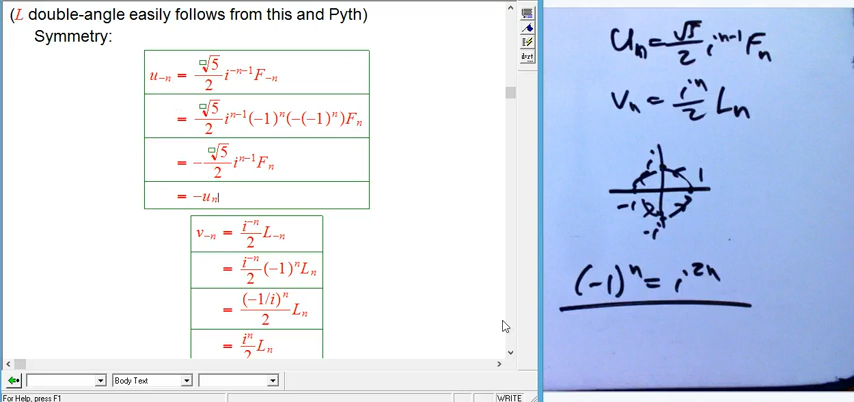 (L double-angle easily follows from this and Pyth)
Symmetry:
u₋ₙ = √5/2 i⁻ⁿ⁻¹F₋ₙ
= √5/2 iⁿ⁻¹(−1)ⁿ(−(−1)ⁿ)Fₙ
= −√5/2 iⁿ⁻¹Fₙ
= −uₙ
v₋ₙ = i⁻ⁿ/2 L₋ₙ
= i⁻ⁿ/2 (−1)ⁿLₙ
= (−1/i)ⁿ/2 Lₙ
= iⁿ/2 Lₙ
Body Text
For Help, press F1
WRITE
Uₙ = √5/2 iⁿ⁻¹ Fₙ
Vₙ = iⁿ/2 Lₙ
i
1
-1
-i
(-1)ⁿ = i²ⁿ